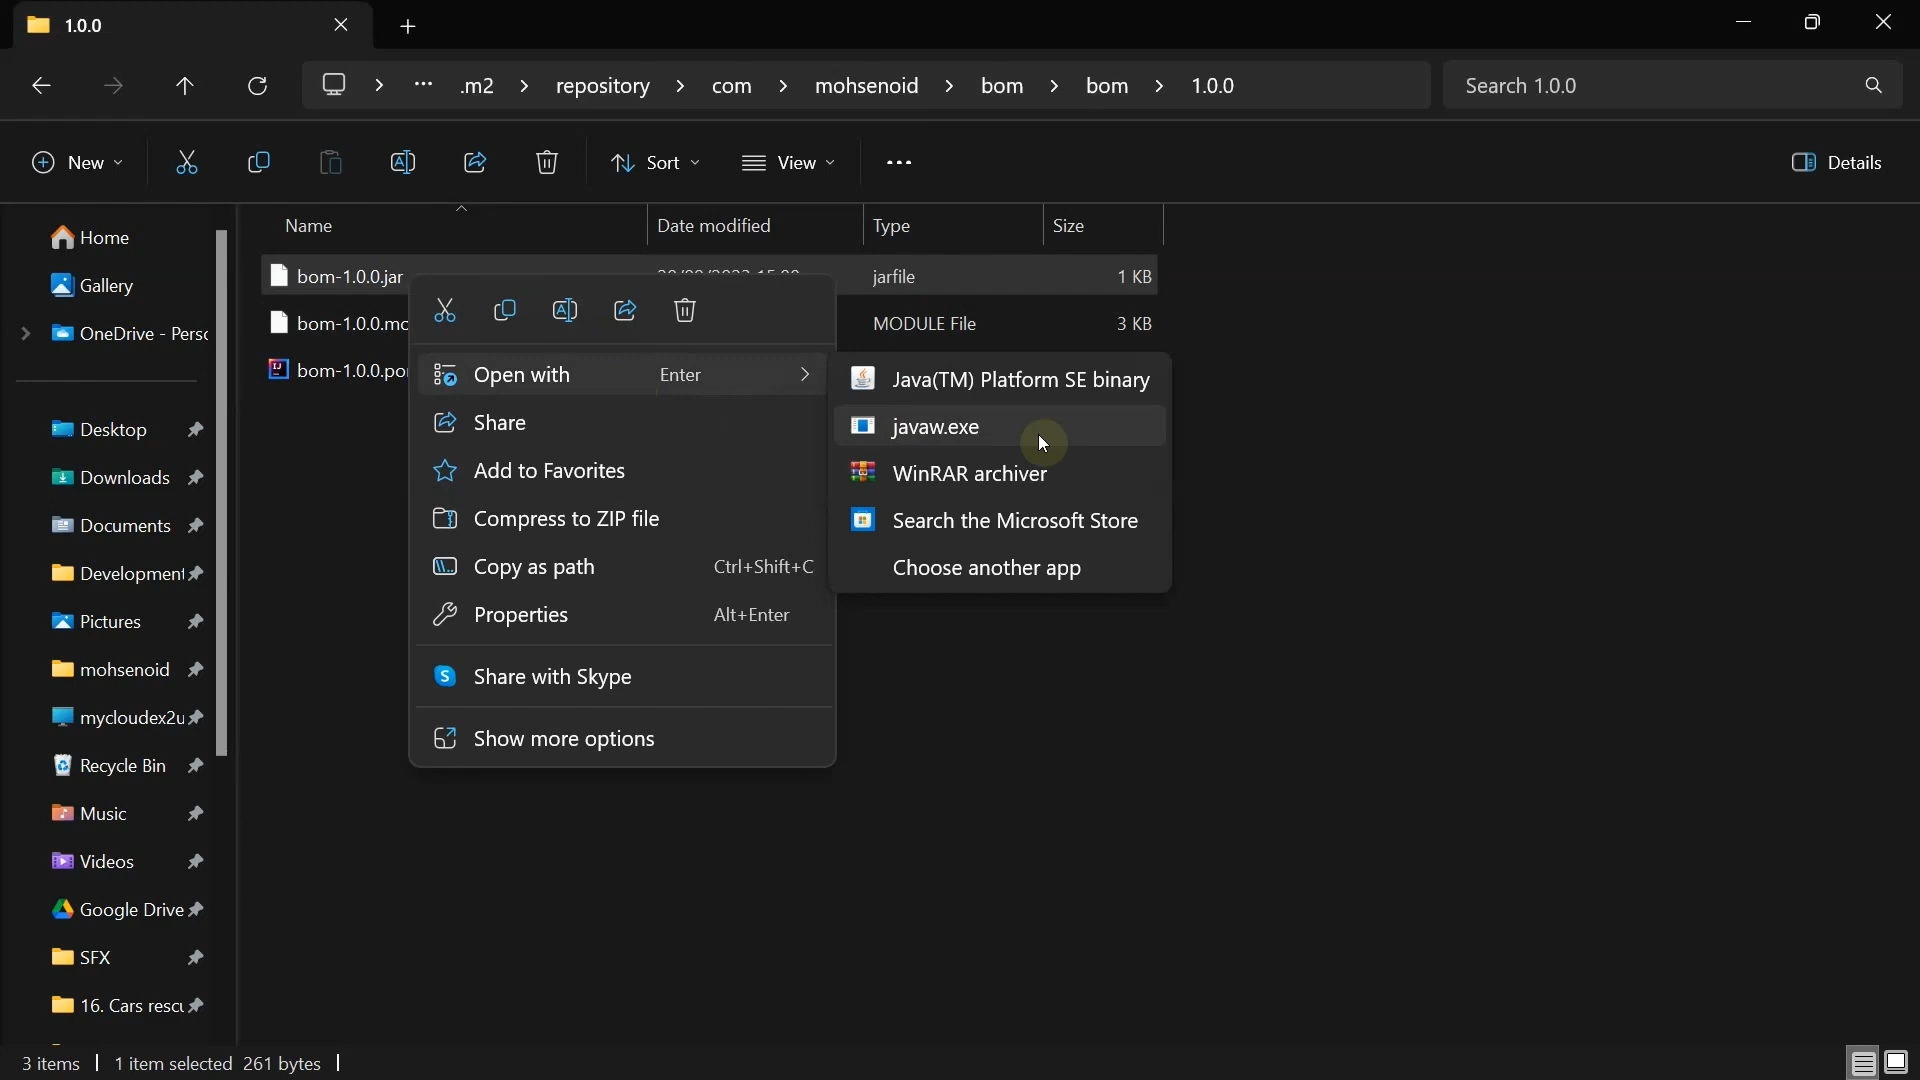 1.0.0
.m2 repository com mohsenoid bom bom 1.0.0
Search 1.0.0
New
Sort
View
Details
Name Date modified Type Size
bom-1.0.0.jar jarfile 1 KB
bom-1.0.0.mo MODULE File 3 KB
bom-1.0.0.po
Home
Gallery
OneDrive - Perso
Desktop
Downloads
Documents
Development
Pictures
mohsenoid
mycloudex2u
Recycle Bin
Music
Videos
Google Drive
SFX
16. Cars rescu
Open with Enter
Share
Add to Favorites
Compress to ZIP file
Copy as path Ctrl+Shift+C
Properties Alt+Enter
Share with Skype
Show more options
Java(TM) Platform SE binary
javaw.exe
WinRAR archiver
Search the Microsoft Store
Choose another app
3 items 1 item selected 261 bytes